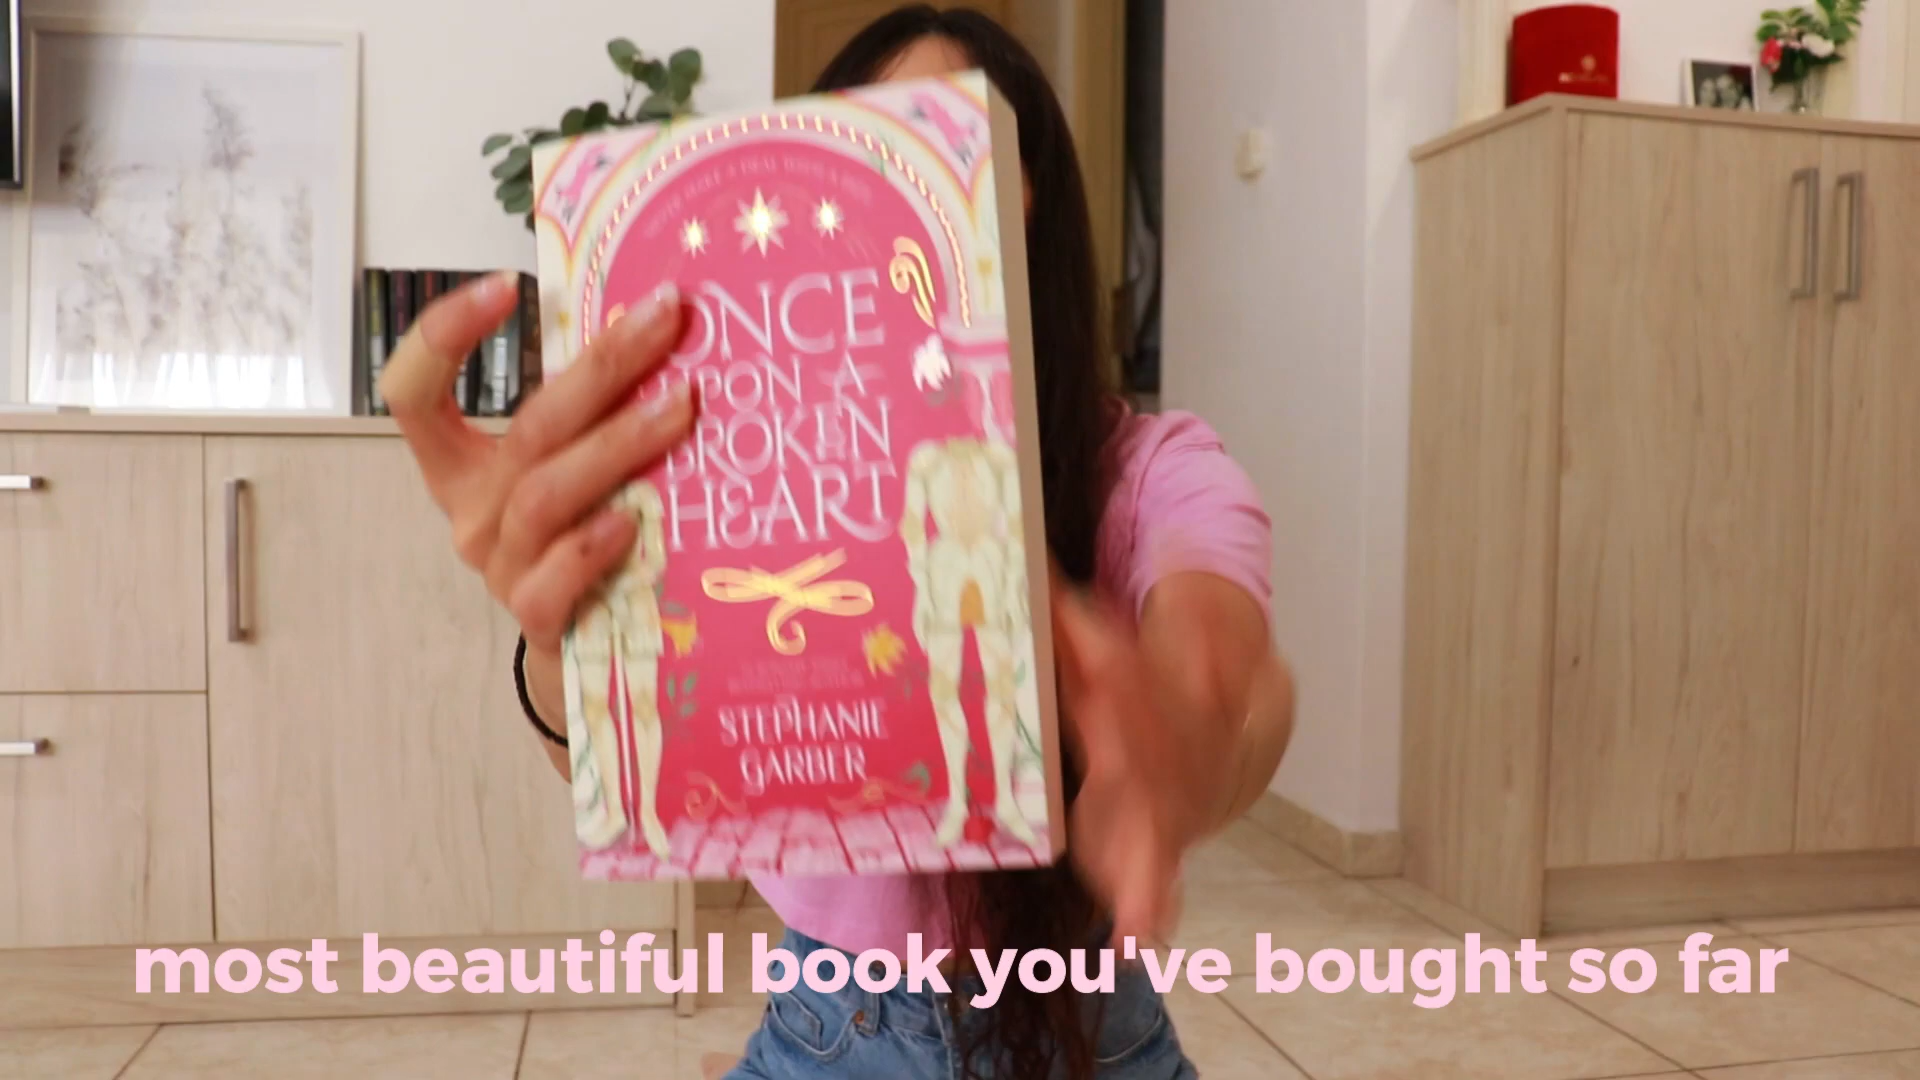 ONCE
UPON A
BROKEN
HEART
STEPHANIE
GARBER
most beautiful book you've bought so far